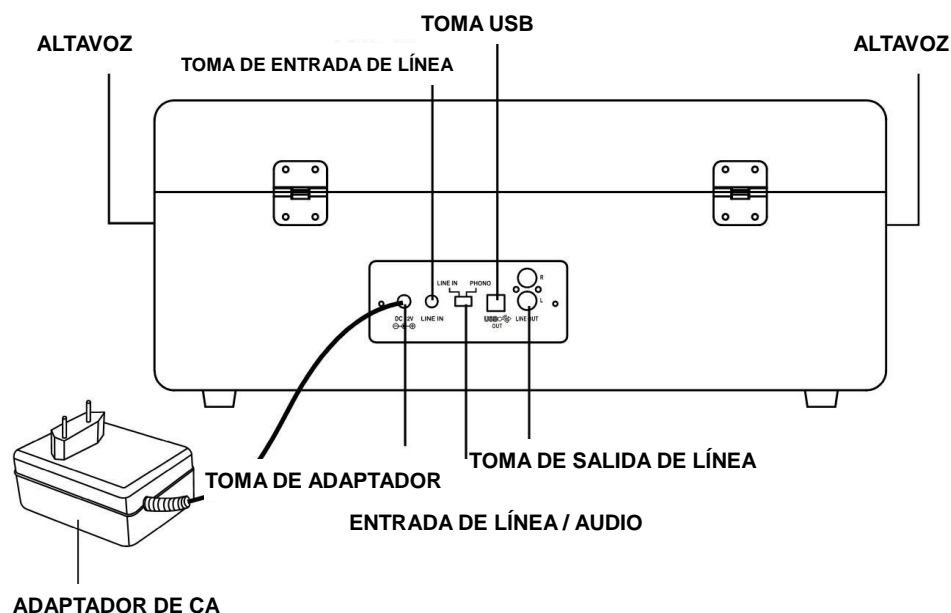 TOMA USB
ALTAVOZ
ALTAVOZ
TOMA DE ENTRADA DE LÍNEA
LINE IN PHONO
R
L
DC 12V
LINE IN
USB
OUT
LINE OUT
TOMA DE ADAPTADOR
TOMA DE SALIDA DE LÍNEA
ENTRADA DE LÍNEA / AUDIO
ADAPTADOR DE CA